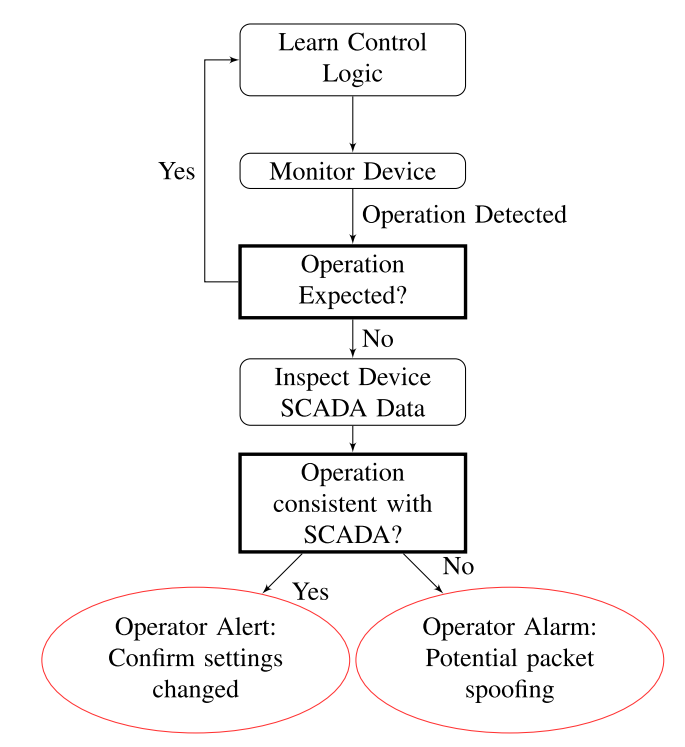 Learn Control
Logic
Yes
Monitor Device
Operation Detected
Operation
Expected?
No
Inspect Device
SCADA Data
Operation
consistent with
SCADA?
Yes
No
Operator Alert:
Confirm settings
changed
Operator Alarm:
Potential packet
spoofing